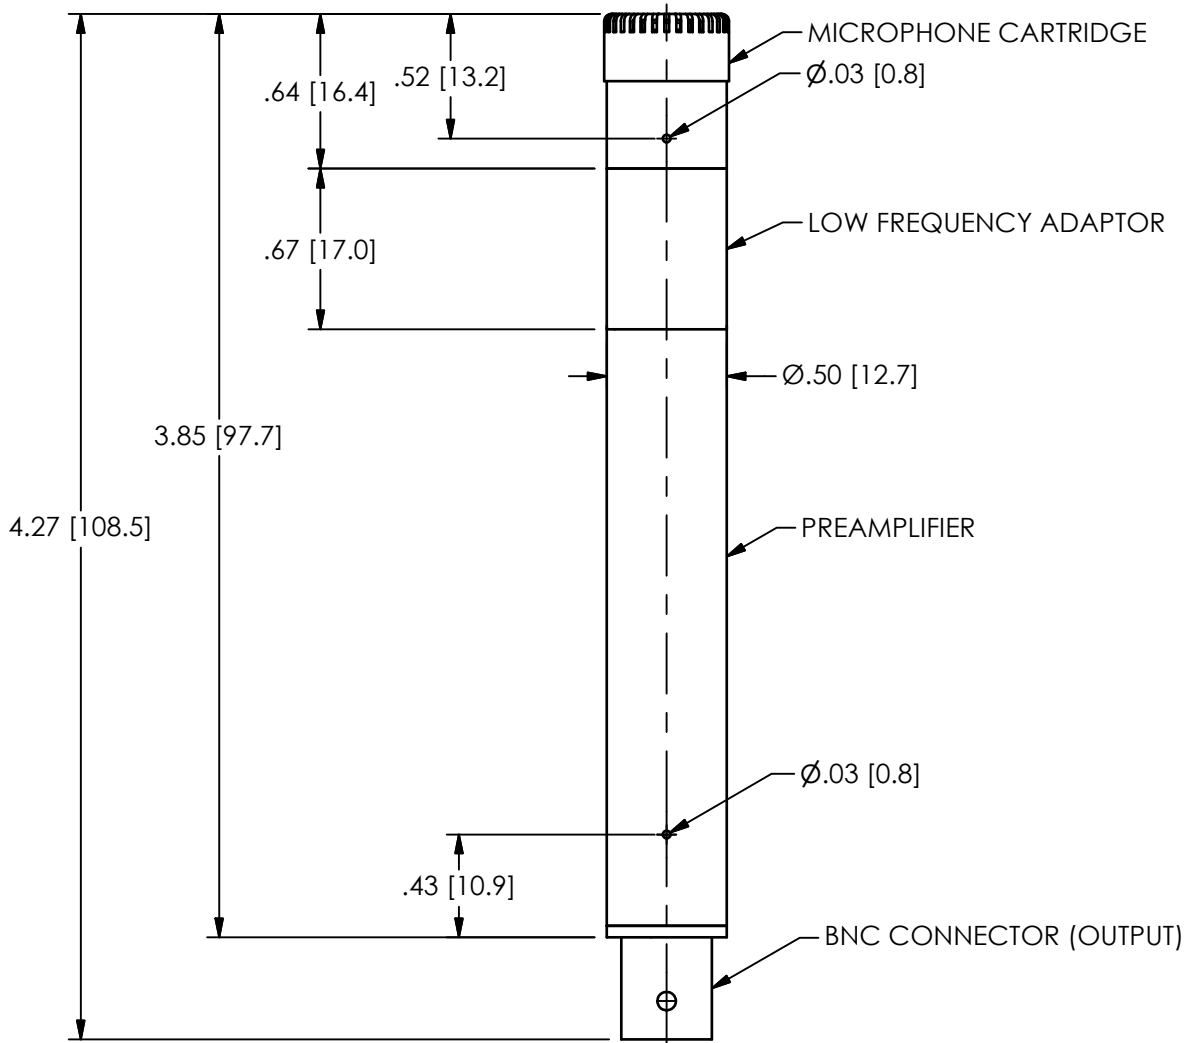 MICROPHONE CARTRIDGE
.52 [13.2]
Ø.03 [0.8]
.64 [16.4]
LOW FREQUENCY ADAPTOR
.67 [17.0]
Ø.50 [12.7]
3.85 [97.7]
4.27 [108.5]
PREAMPLIFIER
Ø.03 [0.8]
.43 [10.9]
BNC CONNECTOR (OUTPUT)